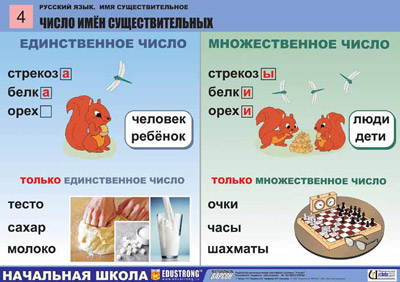 4
РУССКИЙ ЯЗЫК. ИМЯ СУЩЕСТВИТЕЛЬНОЕ
ЧИСЛО ИМЁН СУЩЕСТВИТЕЛЬНЫХ
ЕДИНСТВЕННОЕ ЧИСЛО
стрекоза
белка
орех
человек
ребёнок
ТОЛЬКО ЕДИНСТВЕННОЕ ЧИСЛО
тесто
сахар
молоко
МНОЖЕСТВЕННОЕ ЧИСЛО
стрекозы
белки
орехи
люди
дети
ТОЛЬКО МНОЖЕСТВЕННОЕ ЧИСЛО
очки
часы
шахматы
НАЧАЛЬНАЯ ШКОЛА
EDUSTRONG
ВАРСОН